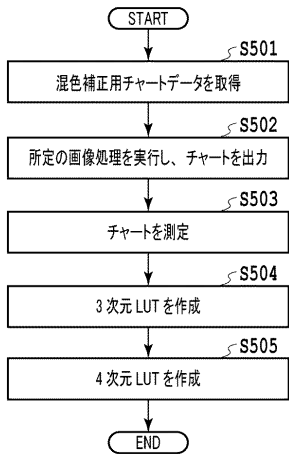 START
S501
混色補正用チャートデータを取得
S502
所定の画像処理を実行し、チャートを出力
S503
チャートを測定
S504
3次元LUTを作成
S505
4次元LUTを作成
END